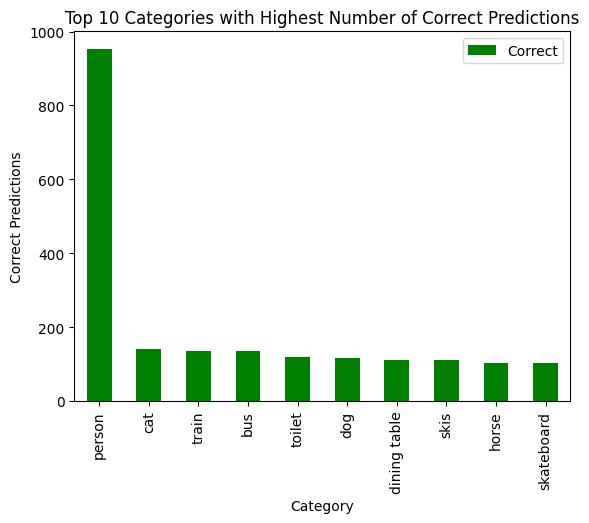 Top 10 Categories with Highest Number of Correct Predictions
Correct
1000
800
600
400
200
0
Correct Predictions
person
cat
train
bus
toilet
dog
dining table
skis
horse
skateboard
Category